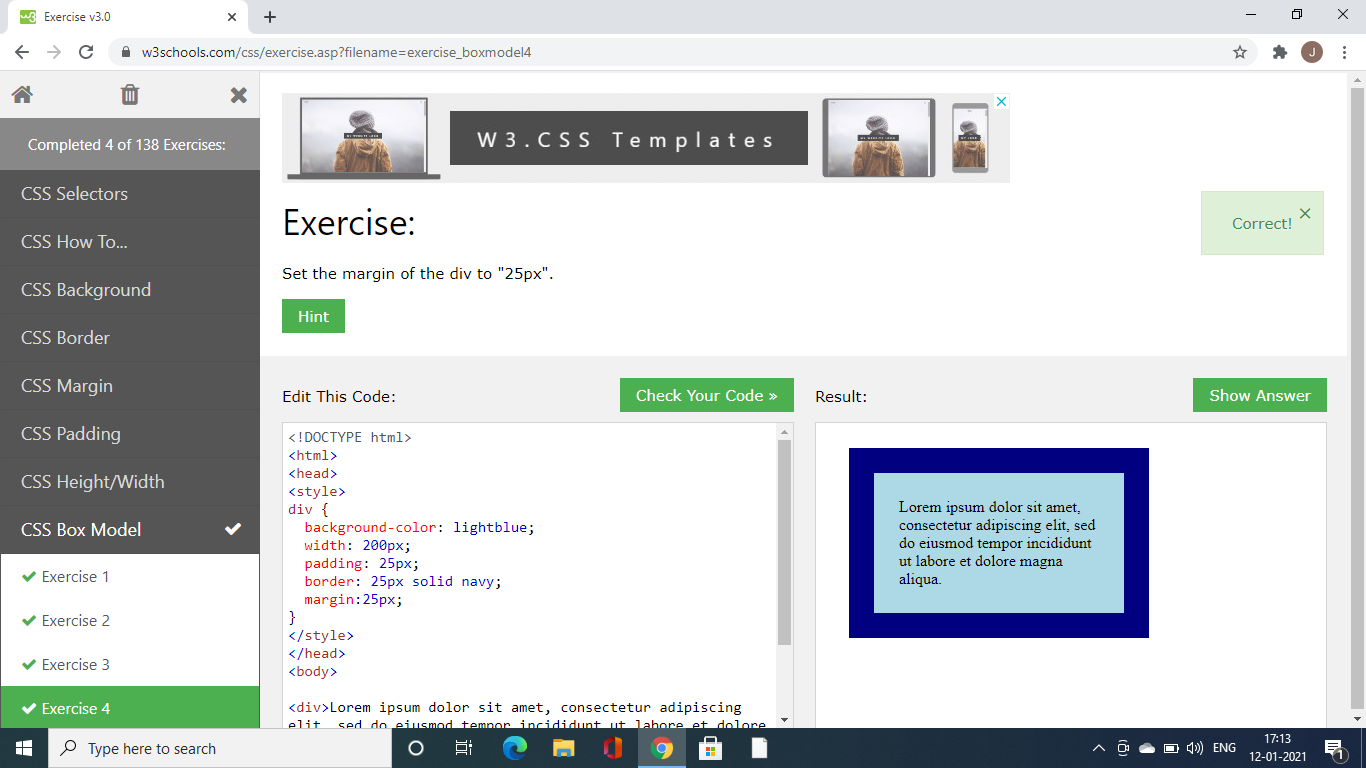 Exercise v3.0
w3schools.com/css/exercise.asp?filename=exercise_boxmodel4
J
Completed 4 of 138 Exercises:
CSS Selectors
CSS How To...
CSS Background
CSS Border
CSS Margin
CSS Padding
CSS Height/Width
CSS Box Model
Exercise 1
Exercise 2
Exercise 3
Exercise 4
W3.CSS Templates
Exercise:
Correct!
Set the margin of the div to "25px".
Hint
Edit This Code:
Check Your Code »
<!DOCTYPE html>
<html>
<head>
<style>
div {
  background-color: lightblue;
  width: 200px;
  padding: 25px;
  border: 25px solid navy;
  margin:25px;
}
</style>
</head>
<body>
<div>Lorem ipsum dolor sit amet, consectetur adipiscing
elit, sed do eiusmod tempor incididunt ut labore et dolore
Result:
Show Answer
Lorem ipsum dolor sit amet,
consectetur adipiscing elit, sed
do eiusmod tempor incididunt
ut labore et dolore magna
aliqua.
Type here to search
ENG
17:13
12-01-2021
1